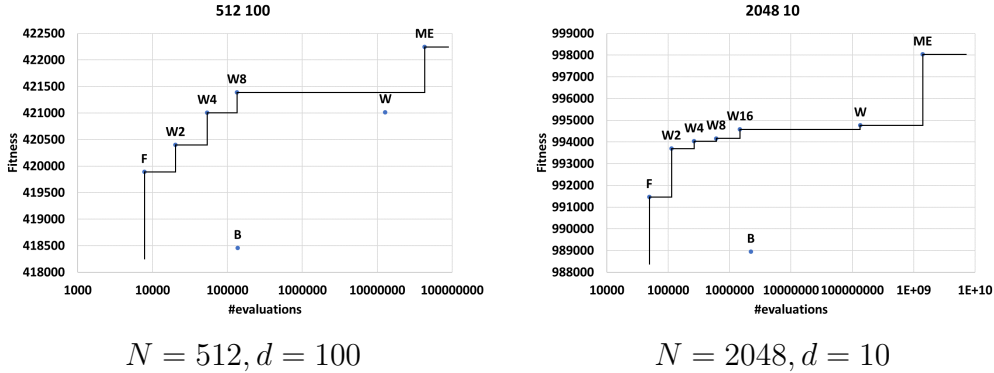 512 100
422500
422000
421500
421000
420500
420000
419500
419000
418500
418000
Fitness
F
W2
W4
W8
B
W
ME
1000
10000
100000
1000000
10000000
100000000
#evaluations
N = 512, d = 100
2048 10
999000
998000
997000
996000
995000
994000
993000
992000
991000
990000
989000
988000
Fitness
F
W2
W4
W8
W16
B
W
ME
10000
100000
1000000
10000000
100000000
1E+09
1E+10
#evaluations
N = 2048, d = 10